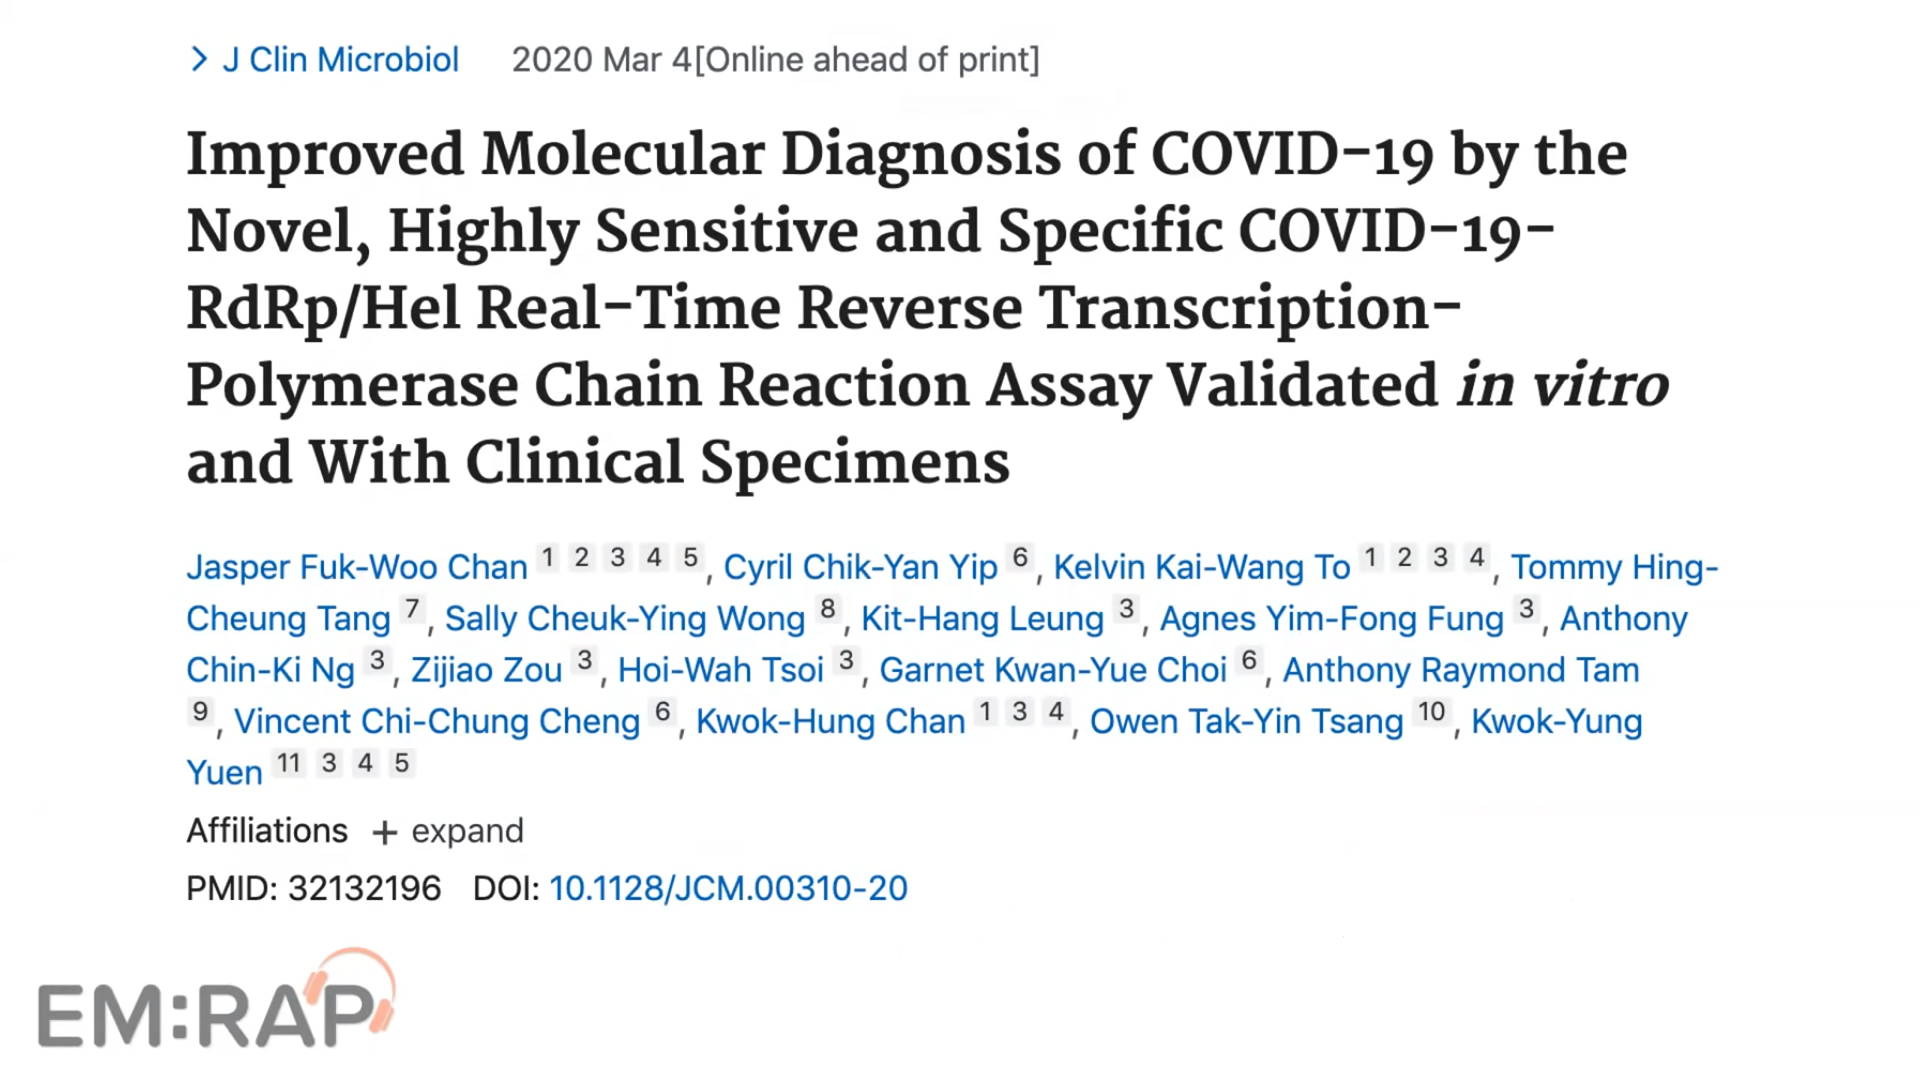 > J Clin Microbiol 2020 Mar 4[Online ahead of print]
Improved Molecular Diagnosis of COVID-19 by the
Novel, Highly Sensitive and Specific COVID-19-
RdRp/Hel Real-Time Reverse Transcription-
Polymerase Chain Reaction Assay Validated in vitro
and With Clinical Specimens
Jasper Fuk-Woo Chan 1 2 3 4 5 , Cyril Chik-Yan Yip 6 , Kelvin Kai-Wang To 1 2 3 4 , Tommy Hing-
Cheung Tang 7 , Sally Cheuk-Ying Wong 8 , Kit-Hang Leung 3 , Agnes Yim-Fong Fung 3 , Anthony
Chin-Ki Ng 3 , Zijiao Zou 3 , Hoi-Wah Tsoi 3 , Garnet Kwan-Yue Choi 6 , Anthony Raymond Tam
9 , Vincent Chi-Chung Cheng 6 , Kwok-Hung Chan 1 3 4 , Owen Tak-Yin Tsang 10 , Kwok-Yung
Yuen 11 3 4 5
Affiliations + expand
PMID: 32132196 DOI: 10.1128/JCM.00310-20
EM:RAP